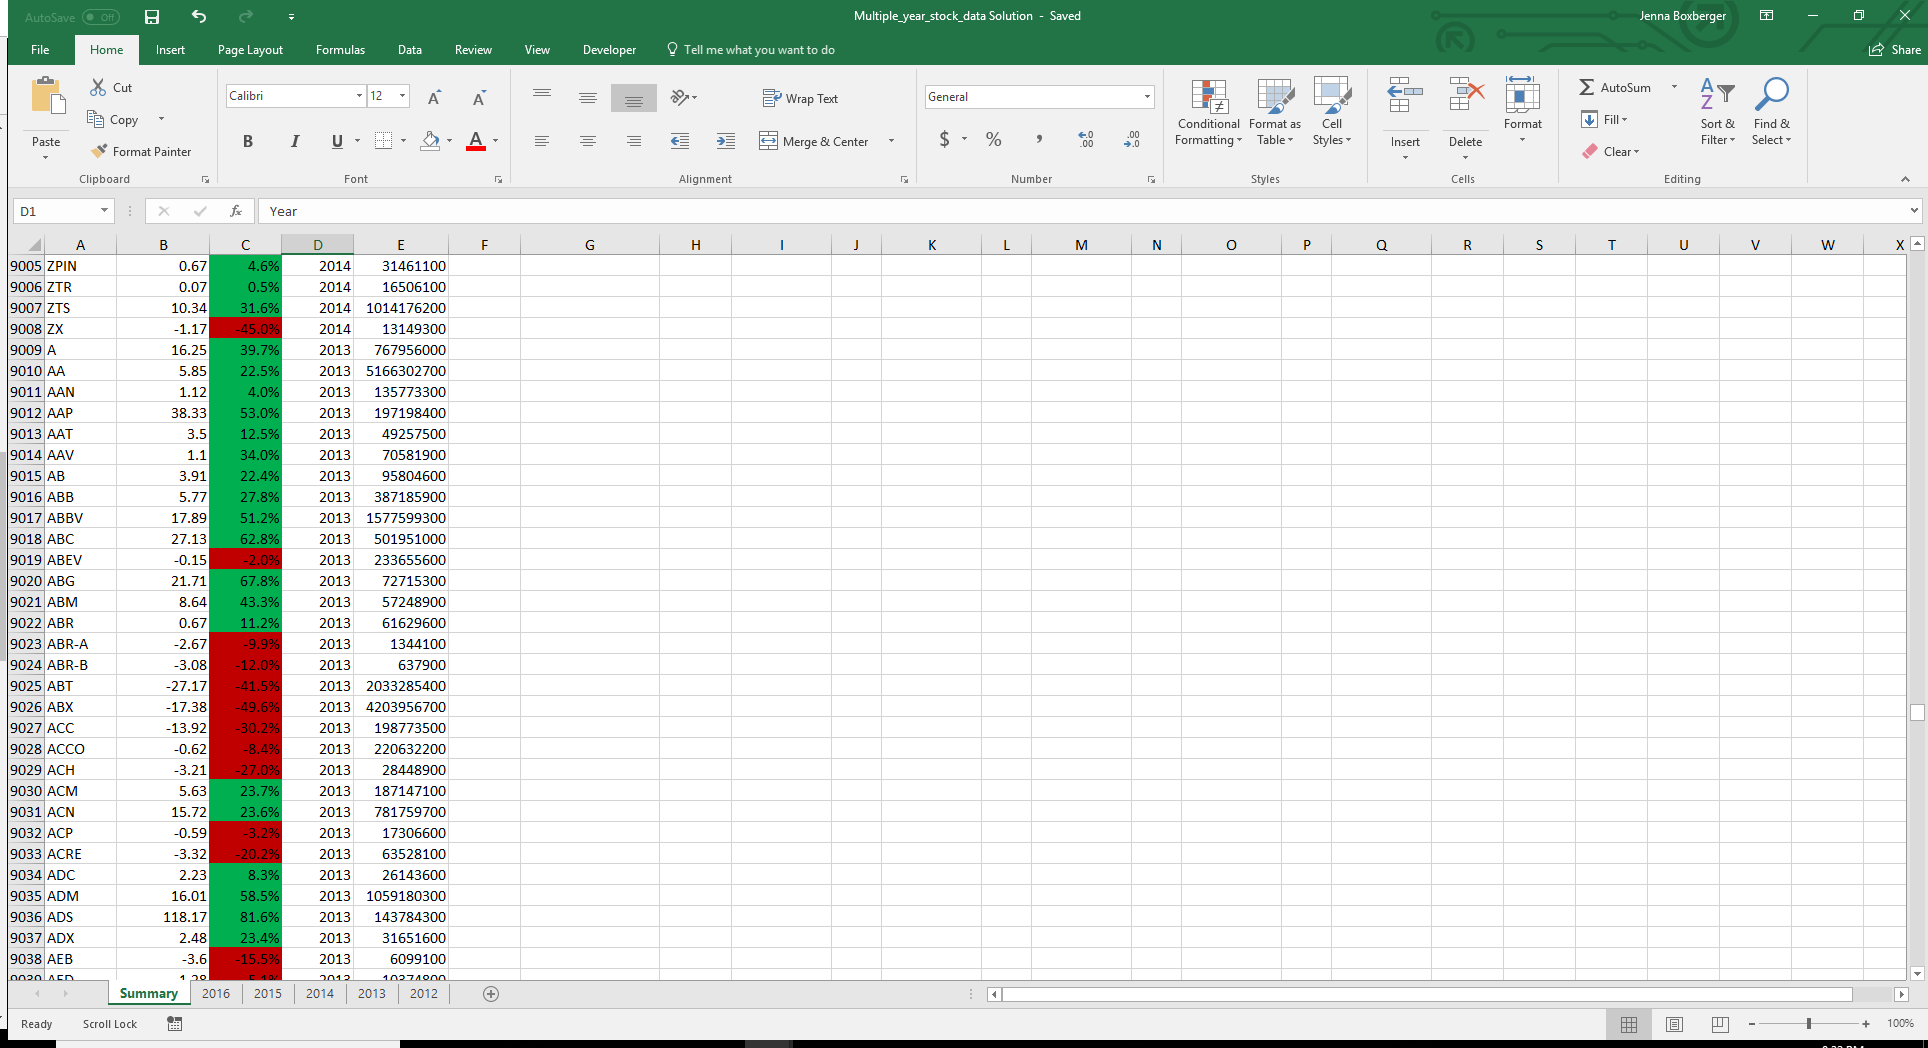 AutoSave Off Multiple_year_stock_data Solution - Saved Jenna Boxberger
File Home Insert Page Layout Formulas Data Review View Developer Tell me what you want to do Share
Paste
Cut
Copy
Format Painter
Clipboard
Calibri 12 A A
B I U A
Font
Wrap Text
Merge & Center
Alignment
General
$ % , .0 .00 .00 .0
Number
Conditional Formatting
Format as Table
Cell Styles
Styles
Insert Delete Format
Cells
AutoSum
Fill
Clear
Sort & Filter
Find & Select
Editing
D1 fx Year
A B C D E F G H I J K L M N O P Q R S T U V W X
9005 ZPIN 0.67 4.6% 2014 31461100
9006 ZTR 0.07 0.5% 2014 16506100
9007 ZTS 10.34 31.6% 2014 1014176200
9008 ZX -1.17 -45.0% 2014 13149300
9009 A 16.25 39.7% 2013 767956000
9010 AA 5.85 22.5% 2013 5166302700
9011 AAN 1.12 4.0% 2013 135773300
9012 AAP 38.33 53.0% 2013 197198400
9013 AAT 3.5 12.5% 2013 49257500
9014 AAV 1.1 34.0% 2013 70581900
9015 AB 3.91 22.4% 2013 95804600
9016 ABB 5.77 27.8% 2013 387185900
9017 ABBV 17.89 51.2% 2013 1577599300
9018 ABC 27.13 62.8% 2013 501951000
9019 ABEV -0.15 -2.0% 2013 233655600
9020 ABG 21.71 67.8% 2013 72715300
9021 ABM 8.64 43.3% 2013 57248900
9022 ABR 0.67 11.2% 2013 61629600
9023 ABR-A -2.67 -9.9% 2013 1344100
9024 ABR-B -3.08 -12.0% 2013 637900
9025 ABT -27.17 -41.5% 2013 2033285400
9026 ABX -17.38 -49.6% 2013 4203956700
9027 ACC -13.92 -30.2% 2013 198773500
9028 ACCO -0.62 -8.4% 2013 220632200
9029 ACH -3.21 -27.0% 2013 28448900
9030 ACM 5.63 23.7% 2013 187147100
9031 ACN 15.72 23.6% 2013 781759700
9032 ACP -0.59 -3.2% 2013 17306600
9033 ACRE -3.32 -20.2% 2013 63528100
9034 ADC 2.23 8.3% 2013 26143600
9035 ADM 16.01 58.5% 2013 1059180300
9036 ADS 118.17 81.6% 2013 143784300
9037 ADX 2.48 23.4% 2013 31651600
9038 AEB -3.6 -15.5% 2013 6099100
Summary 2016 2015 2014 2013 2012
Ready Scroll Lock 100%